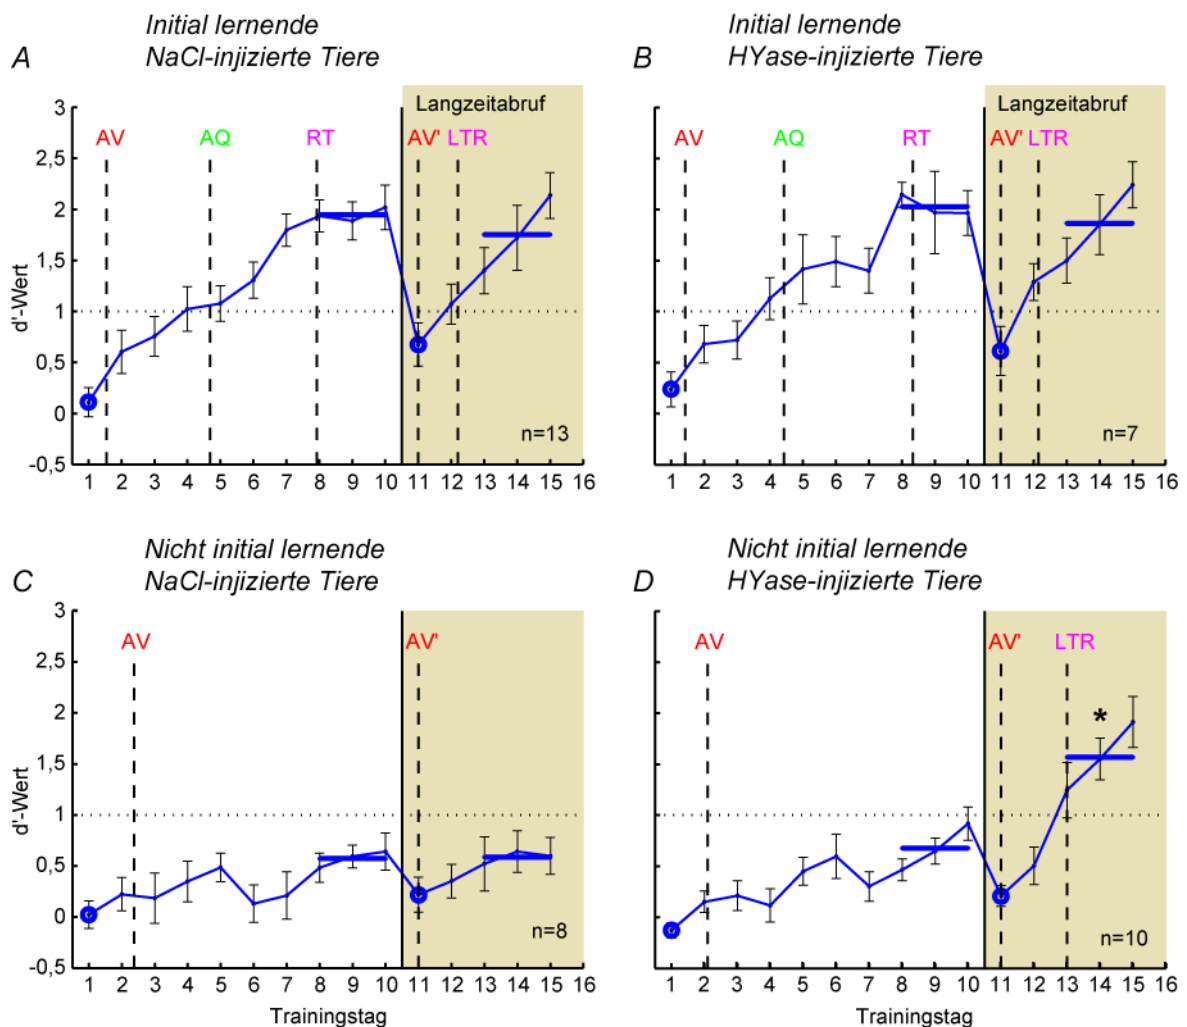 Initial lernende
NaCl-injizierte Tiere
A
Initial lernende
HYase-injizierte Tiere
B
Langzeitabruf
AV AQ RT AV' LTR
3
2,5
2
1,5
1
0,5
0
-0,5
d'-Wert
n=13
1 2 3 4 5 6 7 8 9 10 11 12 13 14 15 16
Langzeitabruf
AV AQ RT AV' LTR
n=7
1 2 3 4 5 6 7 8 9 10 11 12 13 14 15 16
Nicht initial lernende
NaCl-injizierte Tiere
C
Nicht initial lernende
HYase-injizierte Tiere
D
AV AV'
3
2,5
2
1,5
1
0,5
0
-0,5
d'-Wert
n=8
1 2 3 4 5 6 7 8 9 10 11 12 13 14 15 16
Trainingstag
AV AV' LTR
*
n=10
1 2 3 4 5 6 7 8 9 10 11 12 13 14 15 16
Trainingstag